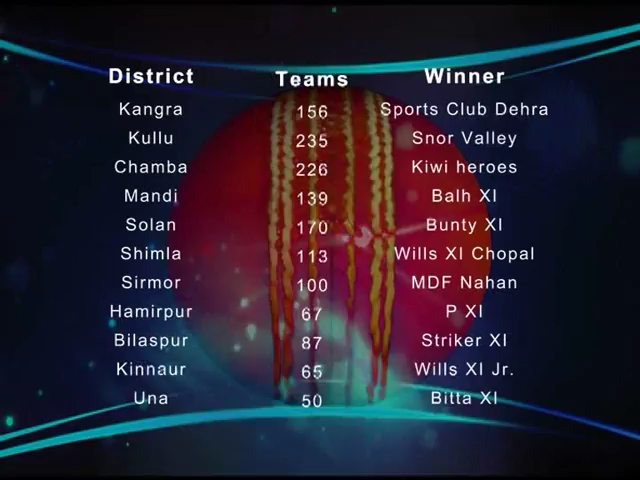 District Teams Winner
Kangra 156 Sports Club Dehra
Kullu 235 Snor Valley
Chamba 226 Kiwi heroes
Mandi 139 Balh XI
Solan 170 Bunty XI
Shimla 113 Wills XI Chopal
Sirmor 100 MDF Nahan
Hamirpur 67 P XI
Bilaspur 87 Striker XI
Kinnaur 65 Wills XI Jr.
Una 50 Bitta XI